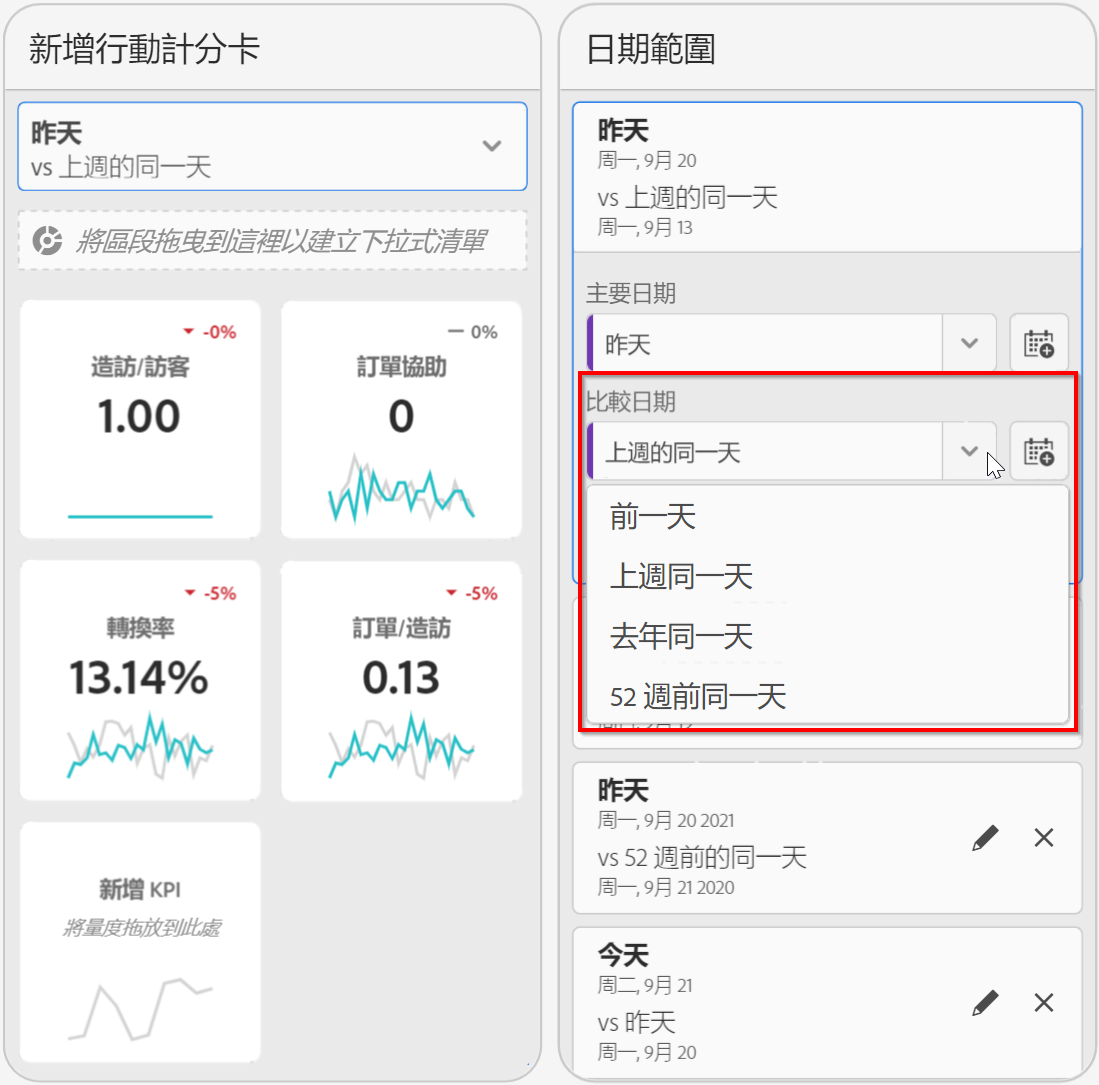 新增行動計分卡
昨天
vs 上週的同一天
將區段拖曳到這裡以建立下拉式清單
-0%
造訪/訪客
1.00
0%
訂單協助
0
-5%
轉換率
13.14%
-5%
訂單/造訪
0.13
新增 KPI
將量度拖放到此處
日期範圍
昨天
周一, 9月 20
vs 上週的同一天
周一, 9月 13
主要日期
昨天
比較日期
上週的同一天
前一天
上週同一天
去年同一天
52 週前同一天
昨天
周一, 9月 20 2021
vs 52 週前的同一天
周一, 9月 21 2020
今天
周二, 9月 21
vs 昨天
周一, 9月 20